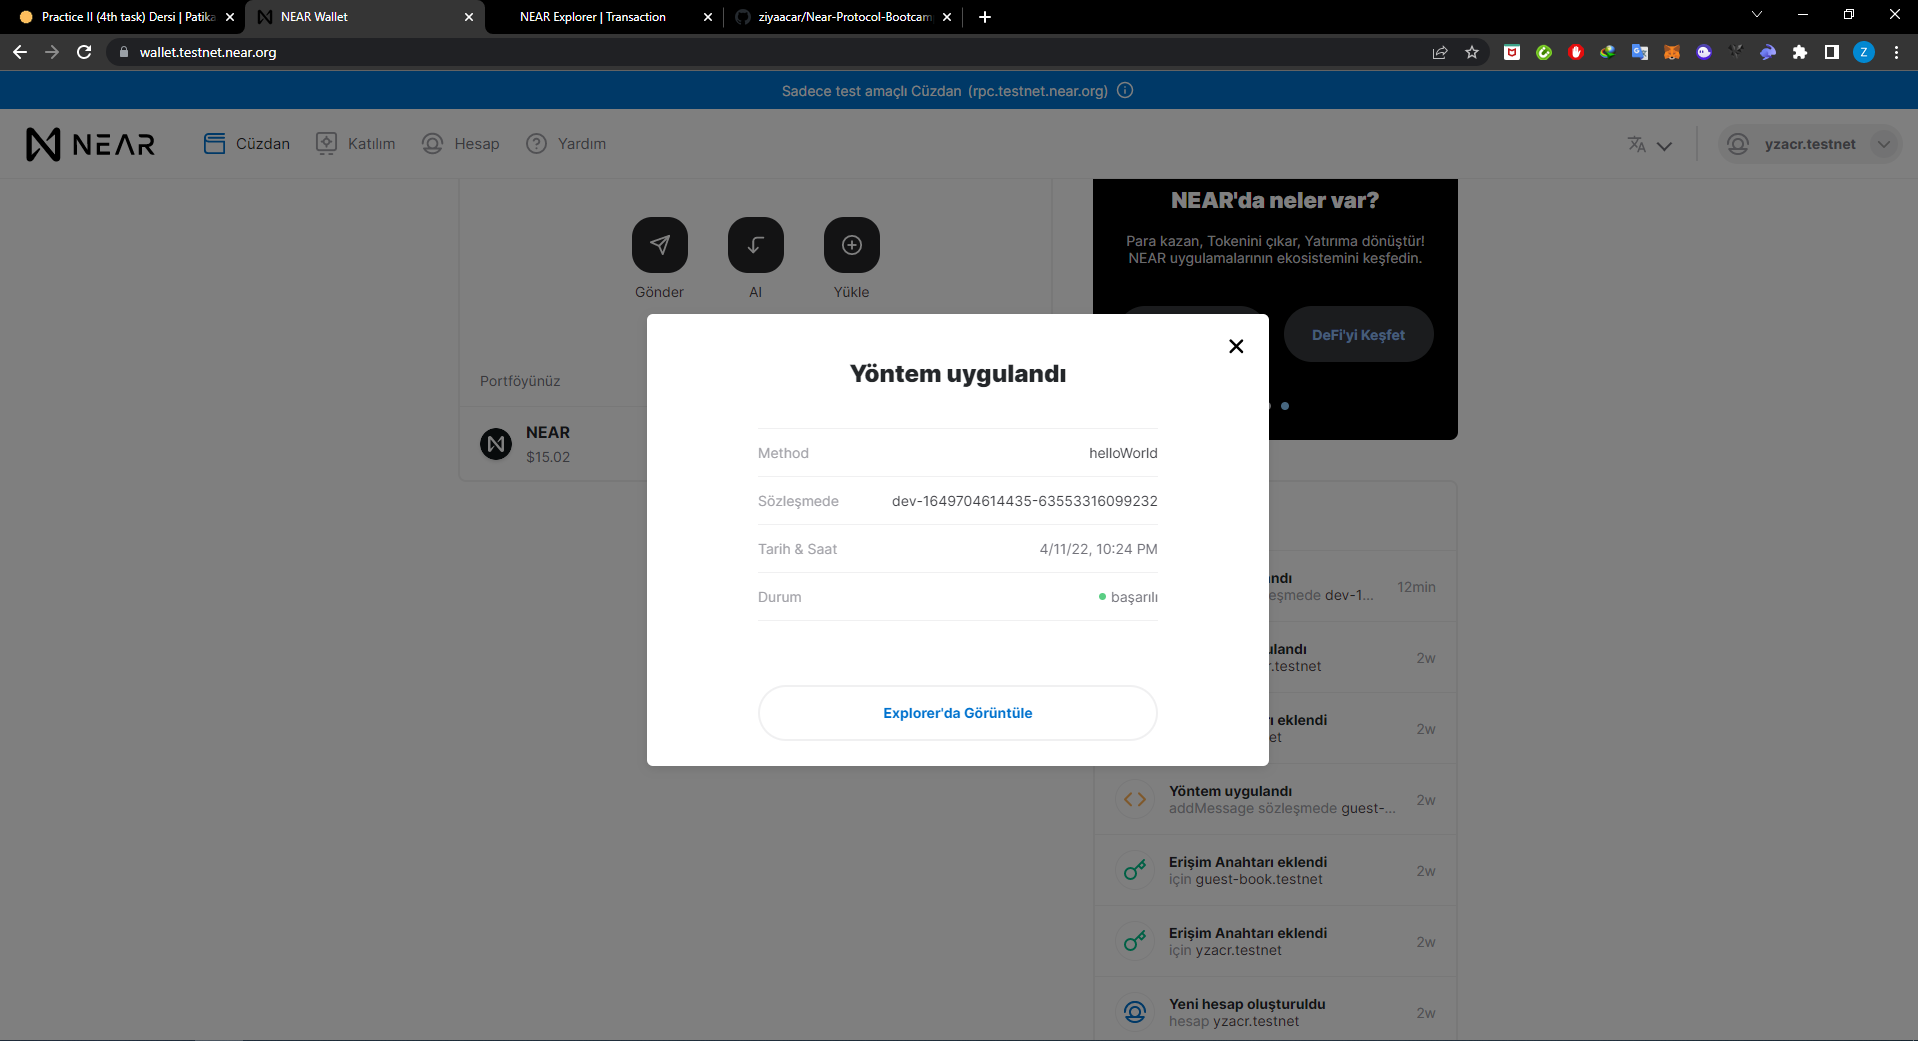 Practice II (4th task) Dersi | Patika
NEAR Wallet
NEAR Explorer | Transaction
ziyaacar/Near-Protocol-Bootcamp
wallet.testnet.near.org
Z
Sadece test amaçlı Cüzdan (rpc.testnet.near.org)
NEAR
Cüzdan
Katılım
Hesap
Yardım
yzacr.testnet
Gönder
Al
Yükle
Portföyünüz
NEAR
$15.02
NEAR'da neler var?
Para kazan, Tokenini çıkar, Yatırıma dönüştür!
NEAR uygulamalarının ekosistemini keşfedin.
DeFi'yi Keşfet
Yöntem uygulandı
Method helloWorld
Sözleşmede dev-1649704614435-63553316099232
Tarih & Saat 4/11/22, 10:24 PM
Durum başarılı
Explorer'da Görüntüle
ndı
eşmede dev-1...
12min
ulandı
r.testnet
2w
ı eklendi
et
2w
Yöntem uygulandı
addMessage sözleşmede guest-...
2w
Erişim Anahtarı eklendi
için guest-book.testnet
2w
Erişim Anahtarı eklendi
için yzacr.testnet
2w
Yeni hesap oluşturuldu
hesap yzacr.testnet
2w